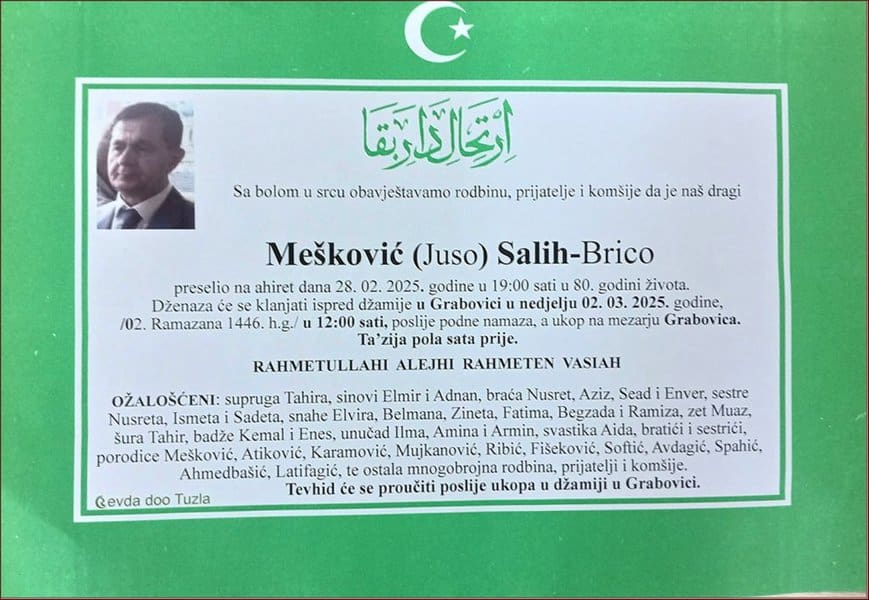 اِرْتِحَالِ دَارِ بَقَا
Sa bolom u srcu obavještavamo rodbinu, prijatelje i komšije da je naš dragi
Mešković (Juso) Salih-Brico
preselio na ahiret dana 28. 02. 2025. godine u 19:00 sati u 80. godini života.
Dženaza će se klanjati ispred džamije u Grabovici u nedjelju 02. 03. 2025. godine,
/02. Ramazana 1446. h.g./ u 12:00 sati, poslije podne namaza, a ukop na mezarju Grabovica.
Ta'zija pola sata prije.
RAHMETULLAHI ALEJHI RAHMETEN VASIAH
OŽALOŠĆENI: supruga Tahira, sinovi Elmir i Adnan, braća Nusret, Aziz, Sead i Enver, sestre
Nusreta, Ismeta i Sadeta, snahe Elvira, Belmana, Zineta, Fatima, Begzada i Ramiza, zet Muaz,
šura Tahir, badže Kemal i Enes, unučad Ilma, Amina i Armin, svastika Aida, bratići i sestrići,
porodice Mešković, Atiković, Karamović, Mujkanović, Ribić, Fišeković, Softić, Avdagić, Spahić,
Ahmedbašić, Latifagić, te ostala mnogobrojna rodbina, prijatelji i komšije.
Tevhid će se proučiti poslije ukopa u džamiji u Grabovici.
Revda doo Tuzla